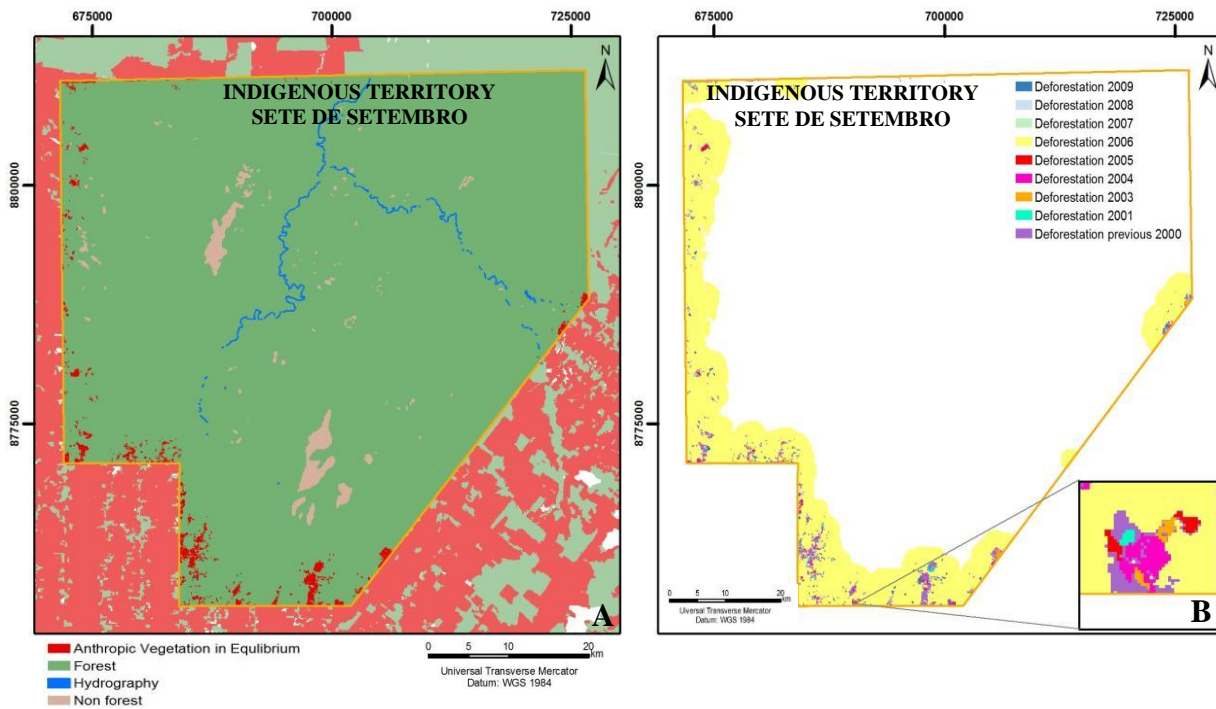 675000
700000
725000
675000
700000
725000
N
N
INDIGENOUS TERRITORY
SETE DE SETEMBRO
INDIGENOUS TERRITORY
SETE DE SETEMBRO
Deforestation 2009
Deforestation 2008
Deforestation 2007
Deforestation 2006
Deforestation 2005
Deforestation 2004
Deforestation 2003
Deforestation 2001
Deforestation previous 2000
8800000
8800000
8775000
8775000
0 5 10 20
km
Uiversal Transverse Mercator
Datum: WGS 1984
A
B
Anthropic Vegetation in Equlibrium
Forest
Hydrography
Non forest
0 5 10 20
km
Universal Transverse Mercator
Datum: WGS 1984